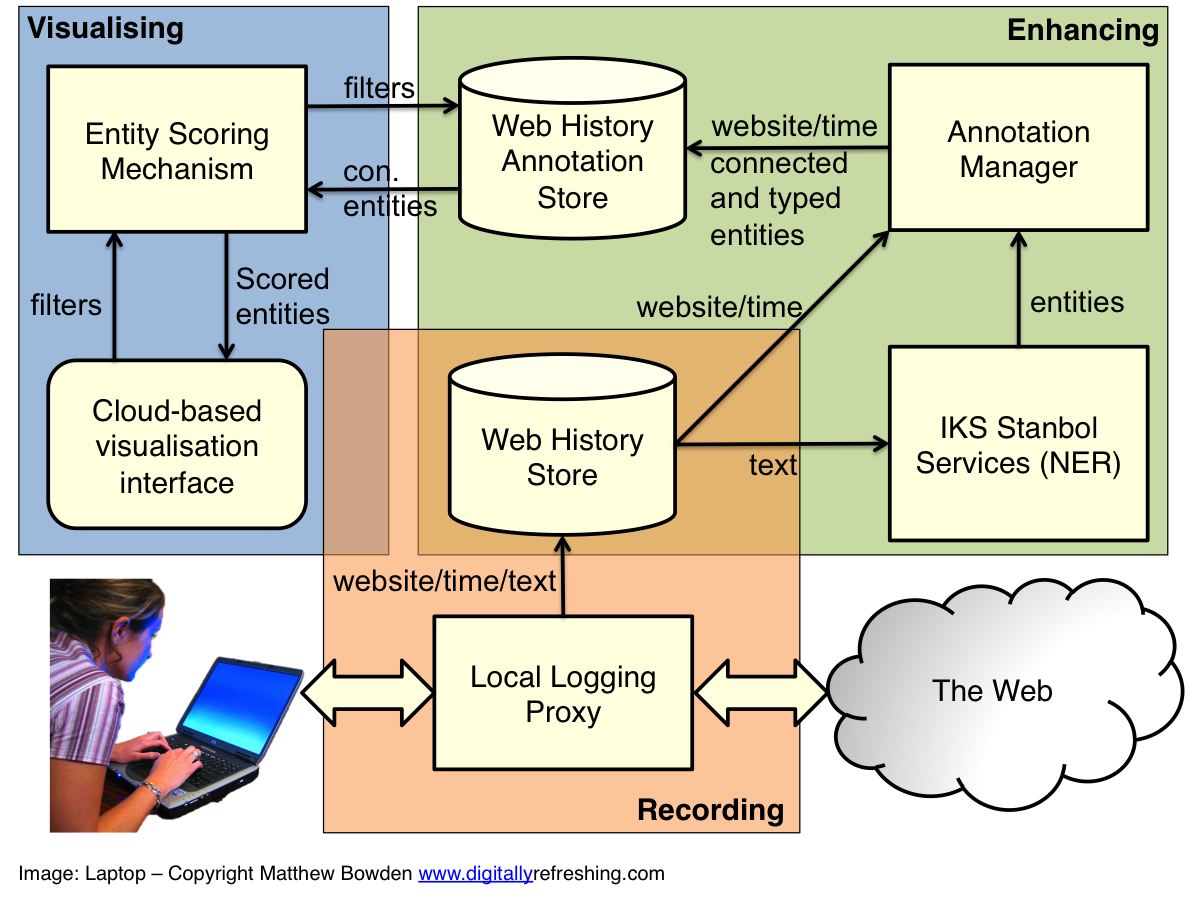 Visualising
Enhancing
Entity Scoring
Mechanism
filters
con.
entities
Web History
Annotation
Store
website/time
connected
and typed
entities
Annotation
Manager
filters
Scored
entities
website/time
entities
Cloud-based
visualisation
interface
Web History
Store
text
IKS Stanbol
Services (NER)
website/time/text
Local Logging
Proxy
The Web
Recording
Image: Laptop – Copyright Matthew Bowden www.digitallyrefreshing.com